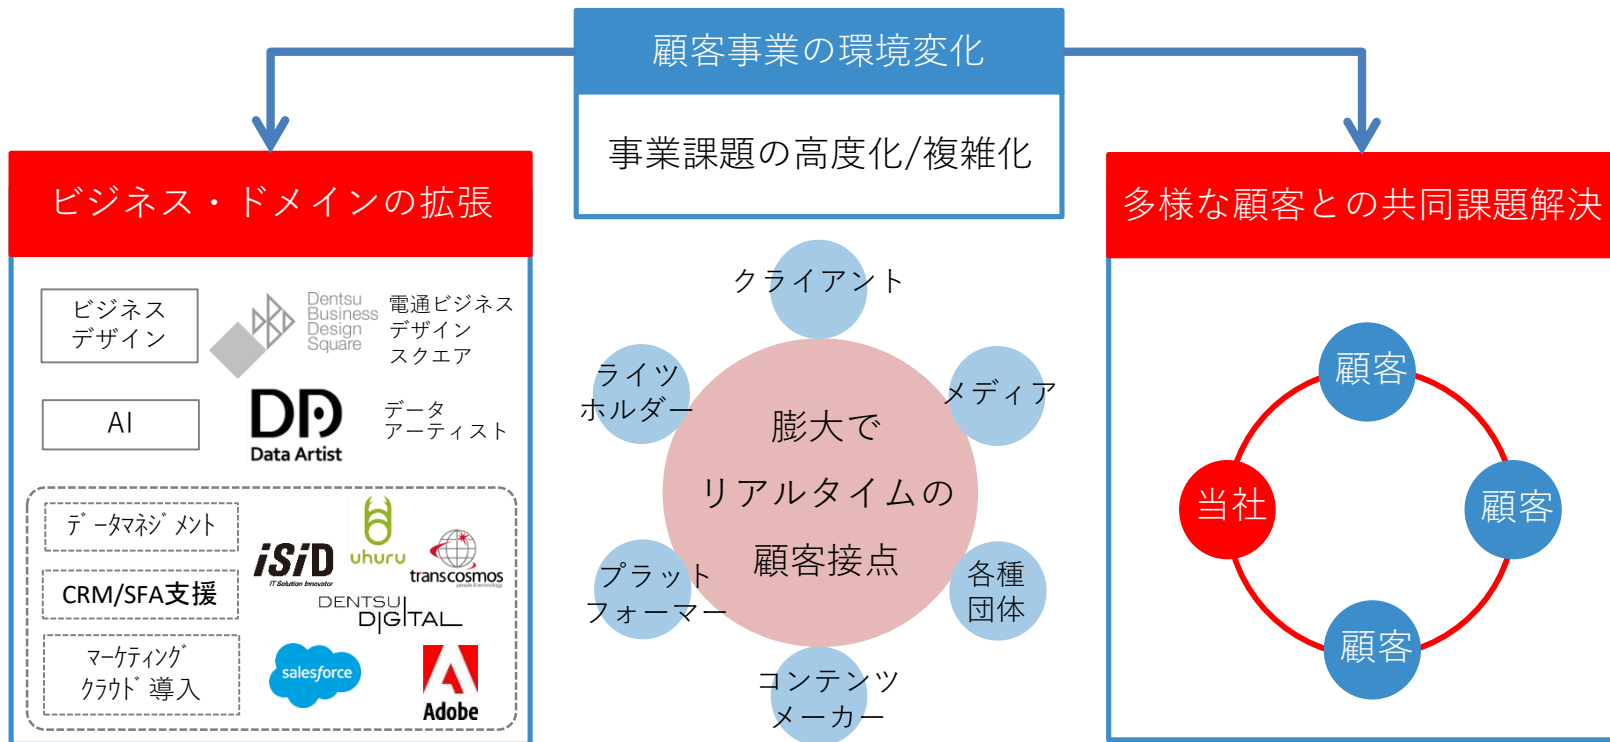 顧客事業の環境変化
事業課題の高度化/複雑化
ビジネス・ドメインの拡張
ビジネス
デザイン
Dentsu
Business
Design
Square
電通ビジネス
デザイン
スクエア
AI
Data Artist
データ
アーティスト
データマネジメント
CRM/SFA支援
マーケティング
クラウド導入
iSiD
IT Solution Innovator
uhuru
transcosmos
people & technology
DENTSU
DIGITAL
salesforce
Adobe
クライアント
ライツ
ホルダー
メディア
膨大で
リアルタイムの
顧客接点
プラット
フォーマー
各種
団体
コンテンツ
メーカー
多様な顧客との共同課題解決
顧客
当社
顧客
顧客